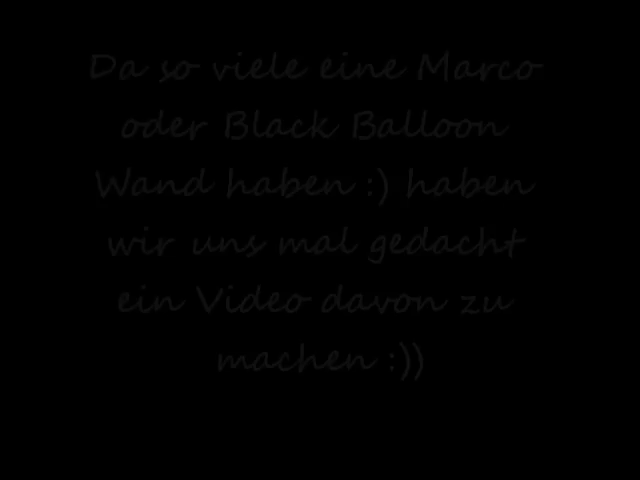 Da so viele eine Marco
oder Black Balloon
Wand haben :) haben
wir uns mal gedacht
ein Video davon zu
machen :))